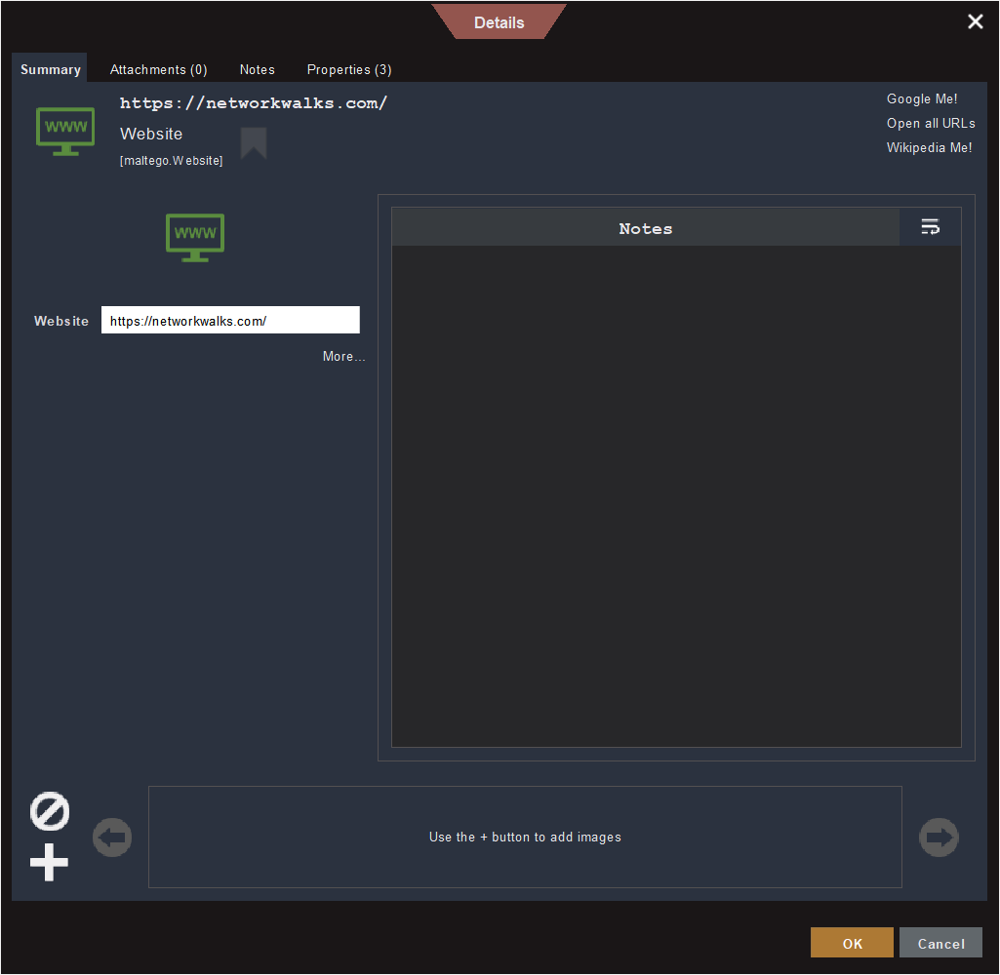 Details
Summary Attachments (0) Notes Properties (3)
https://networkwalks.com/
Website
[maltego.Website]
Google Me!
Open all URLs
Wikipedia Me!
WWW
WWW
Notes
Website https://networkwalks.com/
More...
Use the + button to add images
OK Cancel